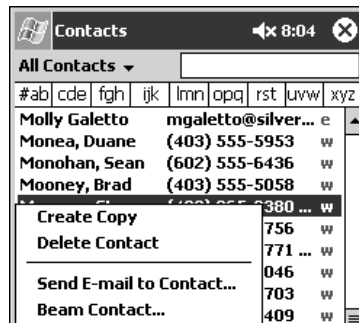 Contacts 8:04
All Contacts
#ab cde fgh ijk lmn opq rst uvw xyz
Molly Galetto mgaletto@silver... e
Monea, Duane (403) 555-5953 w
Monohan, Sean (602) 555-6436 w
Mooney, Brad (403) 555-5058 w
... w
Create Copy 756 w
Delete Contact 771 ... w
046 w
Send E-mail to Contact... 703 w
Beam Contact... 409 w